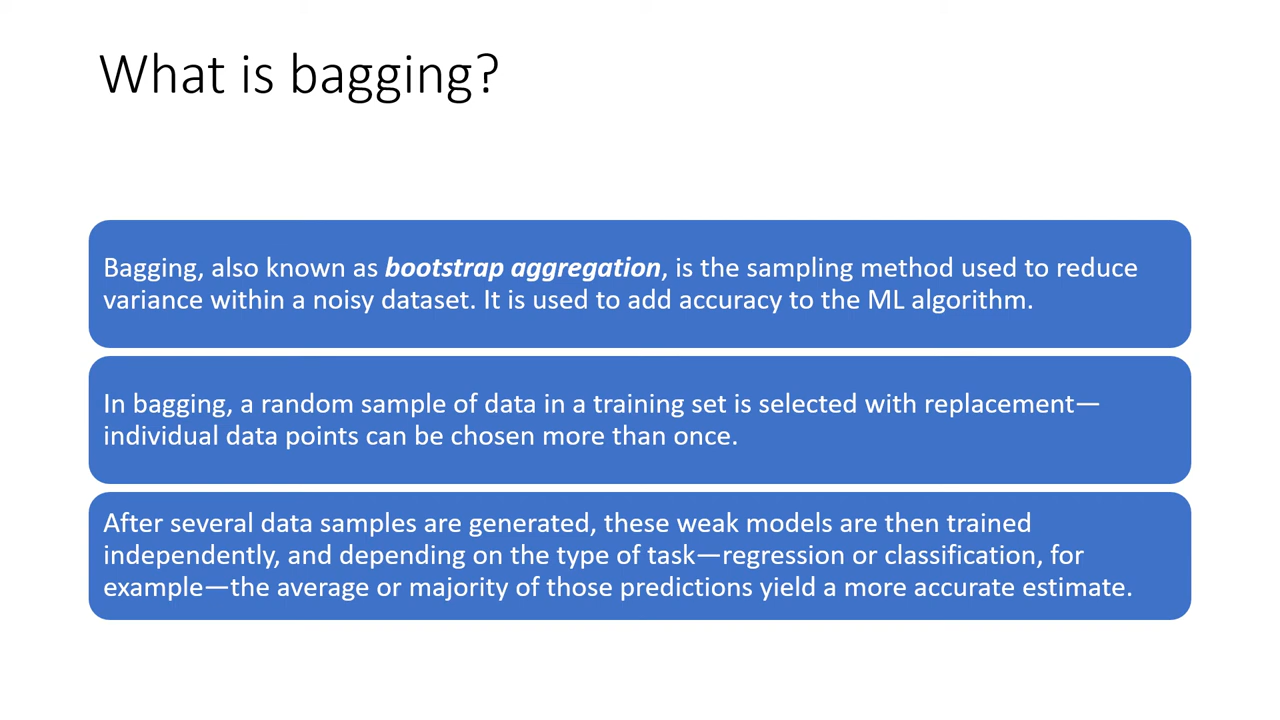 What is bagging?
Bagging, also known as bootstrap aggregation, is the sampling method used to reduce
variance within a noisy dataset. It is used to add accuracy to the ML algorithm.
In bagging, a random sample of data in a training set is selected with replacement—
individual data points can be chosen more than once.
After several data samples are generated, these weak models are then trained
independently, and depending on the type of task—regression or classification, for
example—the average or majority of those predictions yield a more accurate estimate.